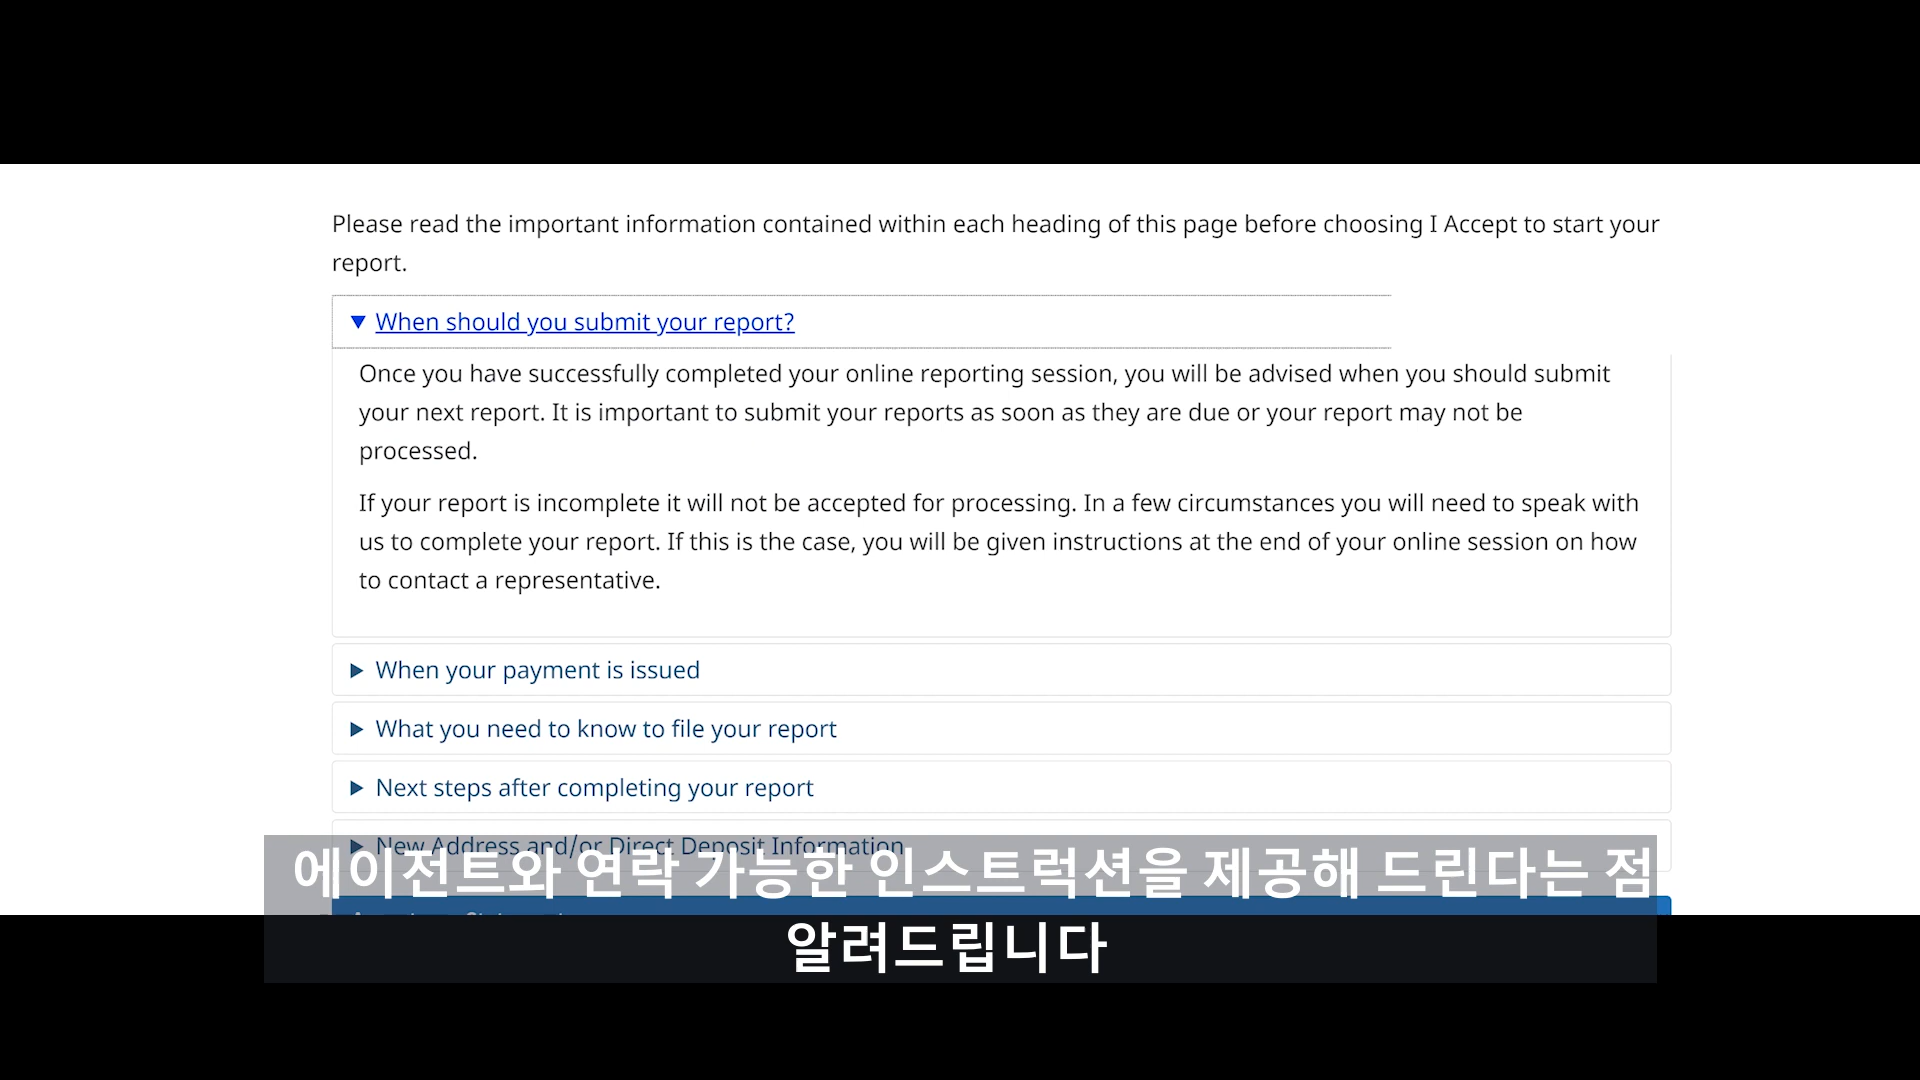 Please read the important information contained within each heading of this page before choosing I Accept to start your
report.
When should you submit your report?
Once you have successfully completed your online reporting session, you will be advised when you should submit
your next report. It is important to submit your reports as soon as they are due or your report may not be
processed.
If your report is incomplete it will not be accepted for processing. In a few circumstances you will need to speak with
us to complete your report. If this is the case, you will be given instructions at the end of your online session on how
to contact a representative.
When your payment is issued
What you need to know to file your report
Next steps after completing your report
New Address and/or Direct Deposit Information
에이전트와 연락 가능한 인스트럭션을 제공해 드린다는 점
알려드립니다